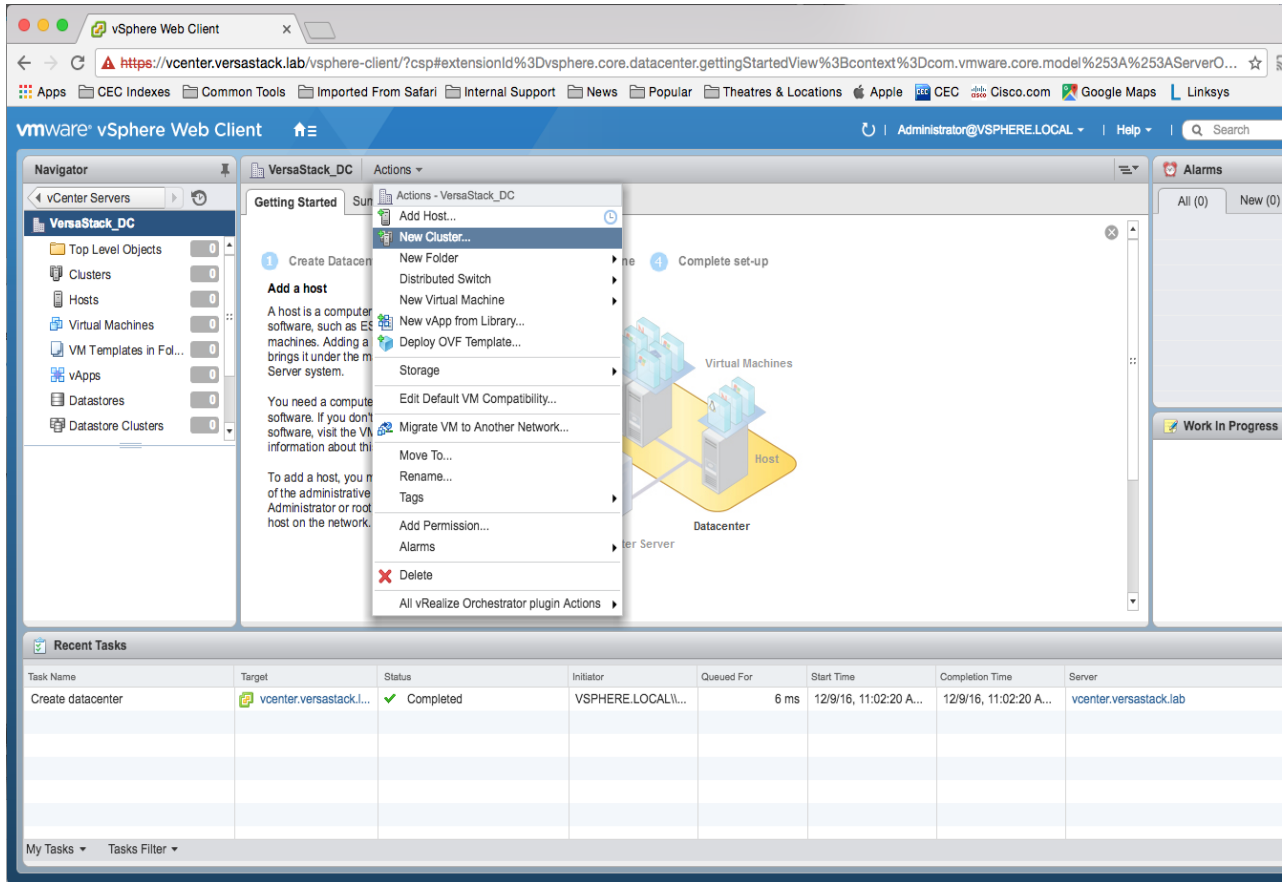 vSphere Web Client
https://vcenter.versastack.lab/vsphere-client/?csp#extensionId%3Dvsphere.core.datacenter.gettingStartedView%3Bcontext%3Dcom.vmware.core.model%253A%253AServerO...
Apps CEC Indexes Common Tools Imported From Safari Internal Support News Popular Theatres & Locations Apple CEC Cisco.com Google Maps Linksys
vmware® vSphere Web Client
Administrator@VSPHERE.LOCAL | Help | Search
Navigator
vCenter Servers
VersaStack_DC
Top Level Objects 0
Clusters 0
Hosts 0
Virtual Machines 0
VM Templates in Fol... 0
vApps 0
Datastores 0
Datastore Clusters 0
VersaStack_DC Actions
Getting Started Sum
1 Create Datacen
ne 4 Complete set-up
Add a host
A host is a computer
software, such as ES
machines. Adding a
brings it under the m
Server system.
You need a compute
software. If you don't
software, visit the VM
information about thi
To add a host, you n
of the administrative
Administrator or root
host on the network.
Actions - VersaStack_DC
Add Host...
New Cluster...
New Folder
Distributed Switch
New Virtual Machine
New vApp from Library...
Deploy OVF Template...
Storage
Edit Default VM Compatibility...
Migrate VM to Another Network...
Move To...
Rename...
Tags
Add Permission...
Alarms
Delete
All vRealize Orchestrator plugin Actions
Virtual Machines
Host
Datacenter
ter Server
Alarms
All (0) New (0)
Work In Progress
Recent Tasks
Task Name Target Status Initiator Queued For Start Time Completion Time Server
Create datacenter vcenter.versastack.l... Completed VSPHERE.LOCAL\\... 6 ms 12/9/16, 11:02:20 A... 12/9/16, 11:02:20 A... vcenter.versastack.lab
My Tasks Tasks Filter